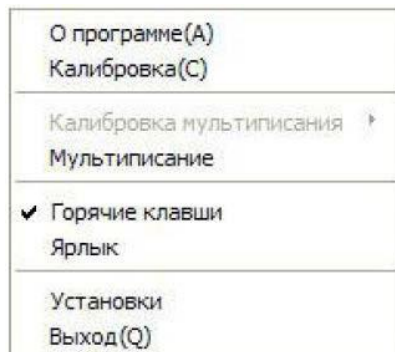 О программе(A)
Калибровка(C)
Калибровка мультиписания
Мультиписание
Горячие клавши
Ярлык
Установки
Выход(Q)